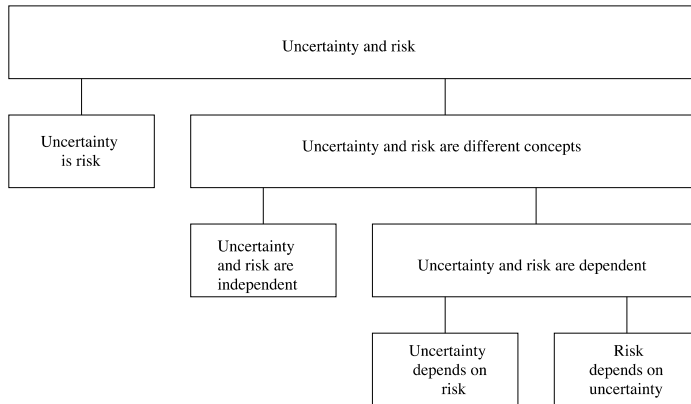 Uncertainty and risk
Uncertainty
is risk
Uncertainty and risk are different concepts
Uncertainty
and risk are
independent
Uncertainty and risk are dependent
Uncertainty
depends on
risk
Risk
depends on
uncertainty